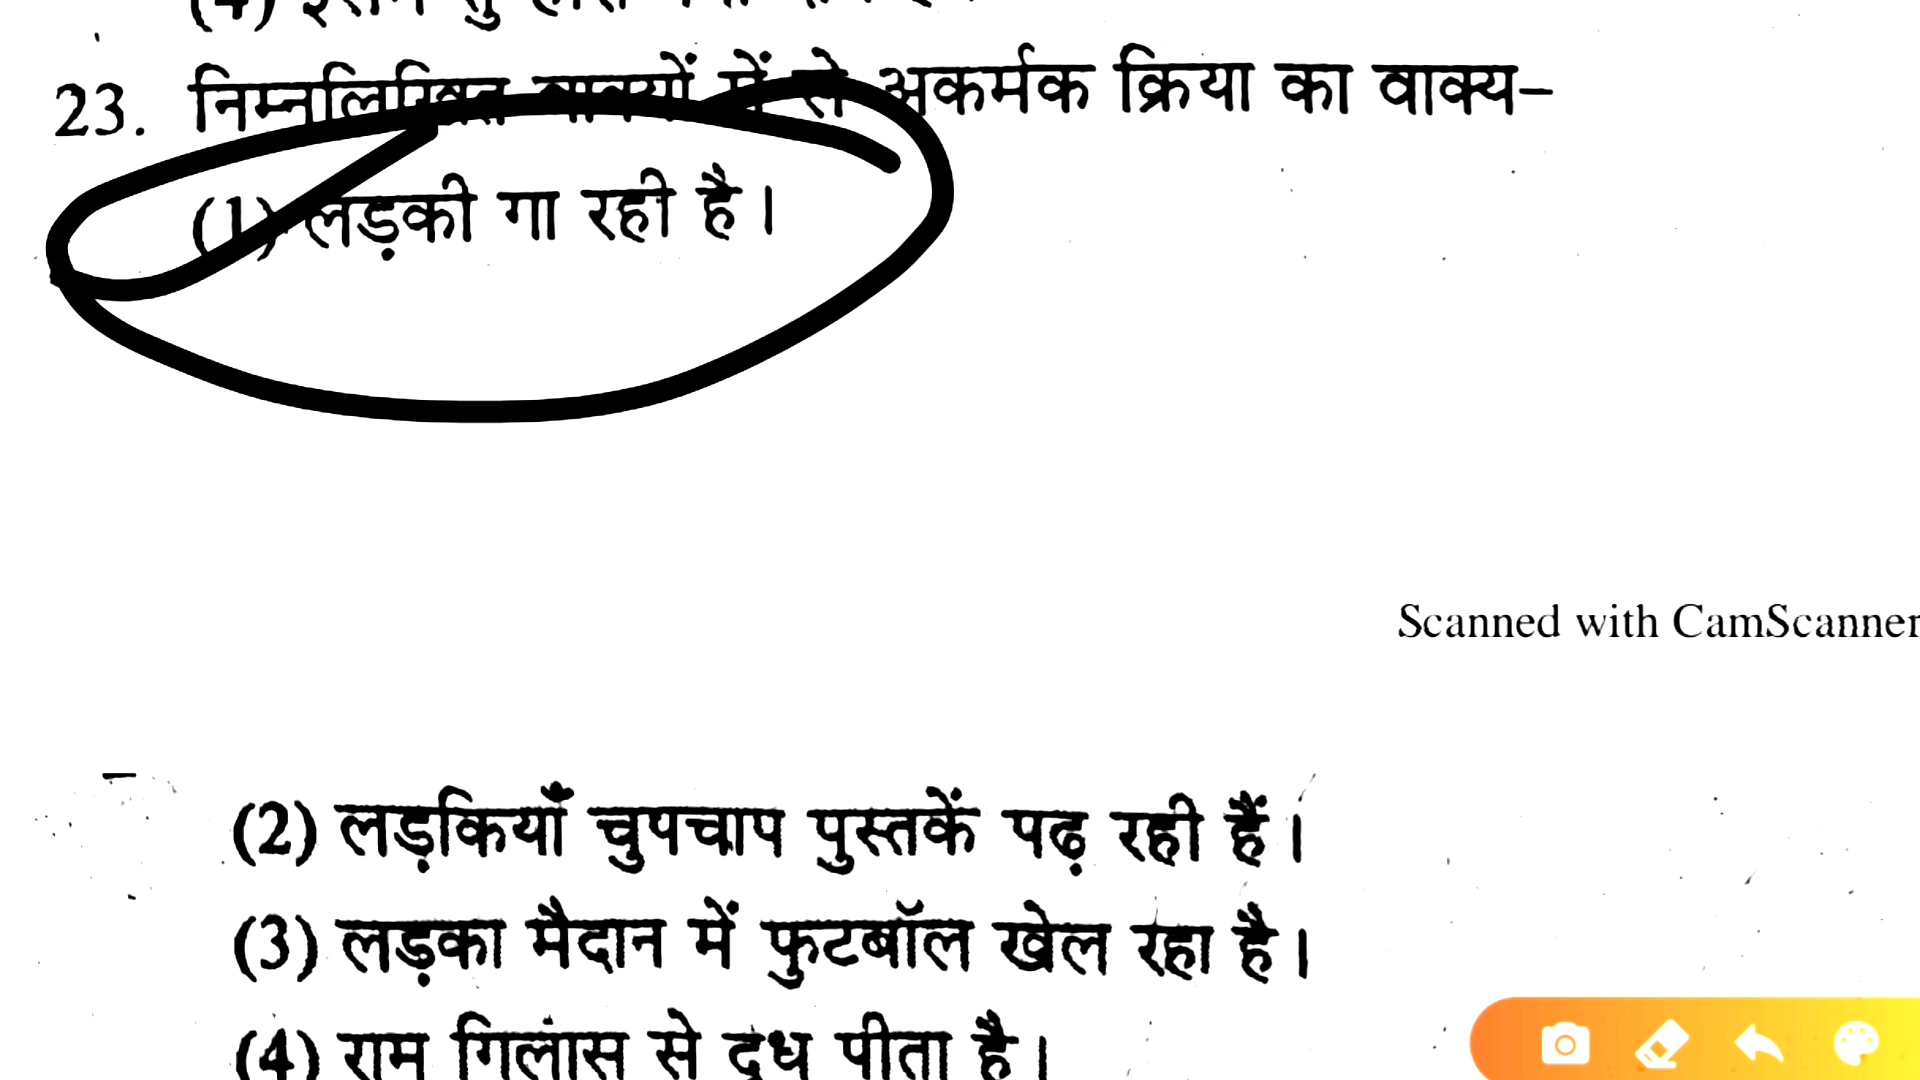 23. निम्नलिखित वाक्यों में से अकर्मक क्रिया का वाक्य–
(1) लड़की गा रही है।
Scanned with CamScanner
(2) लड़कियाँ चुपचाप पुस्तकें पढ़ रही हैं।
(3) लड़का मैदान में फुटबॉल खेल रहा है।
(4) राम गिलास से दूध पीता है।